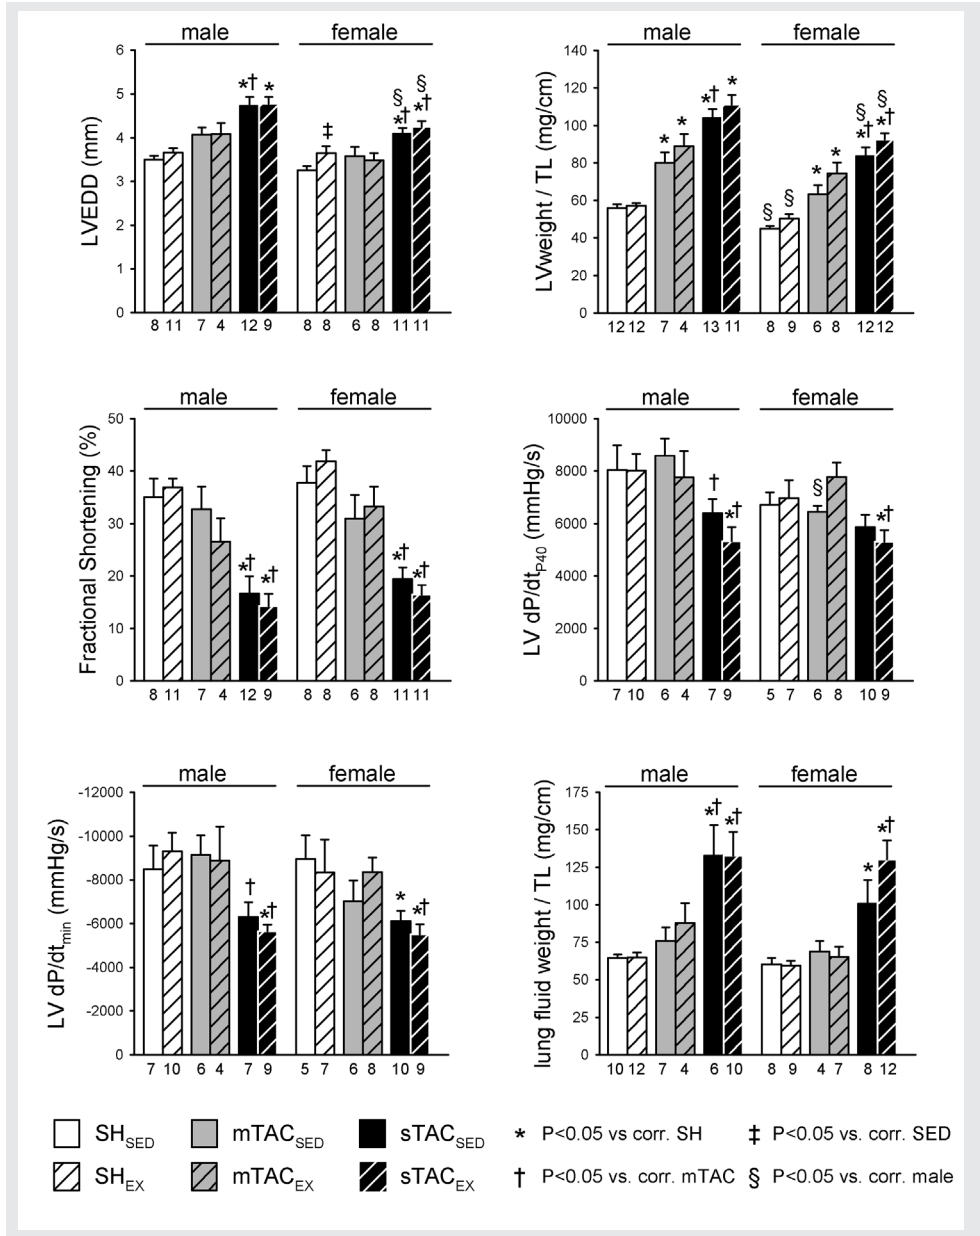 male female
6
5
4
3
2
1
0
LVEDD (mm)
*† * ‡ § *† § *†
8 11 7 4 12 9 8 8 6 8 11 11
male female
140
120
100
80
60
40
20
0
LVweight / TL (mg/cm)
* * *† * § § * * § *† § *†
12 12 7 4 13 11 8 9 6 8 12 12
male female
50
40
30
20
10
0
Fractional Shortening (%)
*† *† *† *†
8 11 7 4 12 9 8 8 6 8 11 11
male female
10000
8000
6000
4000
2000
0
LV dP/dtP40 (mmHg/s)
† *† § *†
7 10 6 4 7 9 5 7 6 8 10 9
male female
-12000
-10000
-8000
-6000
-4000
-2000
0
LV dP/dtmin (mmHg/s)
† *† * *†
7 10 6 4 7 9 5 7 6 8 10 9
male female
175
150
125
100
75
50
25
0
lung fluid weight / TL (mg/cm)
*† *† * *†
10 12 7 4 6 10 8 9 4 7 8 12
SHSED mTACSED sTACSED * P<0.05 vs corr. SH ‡ P<0.05 vs. corr. SED
SHEX mTACEX sTACEX † P<0.05 vs. corr. mTAC § P<0.05 vs. corr. male